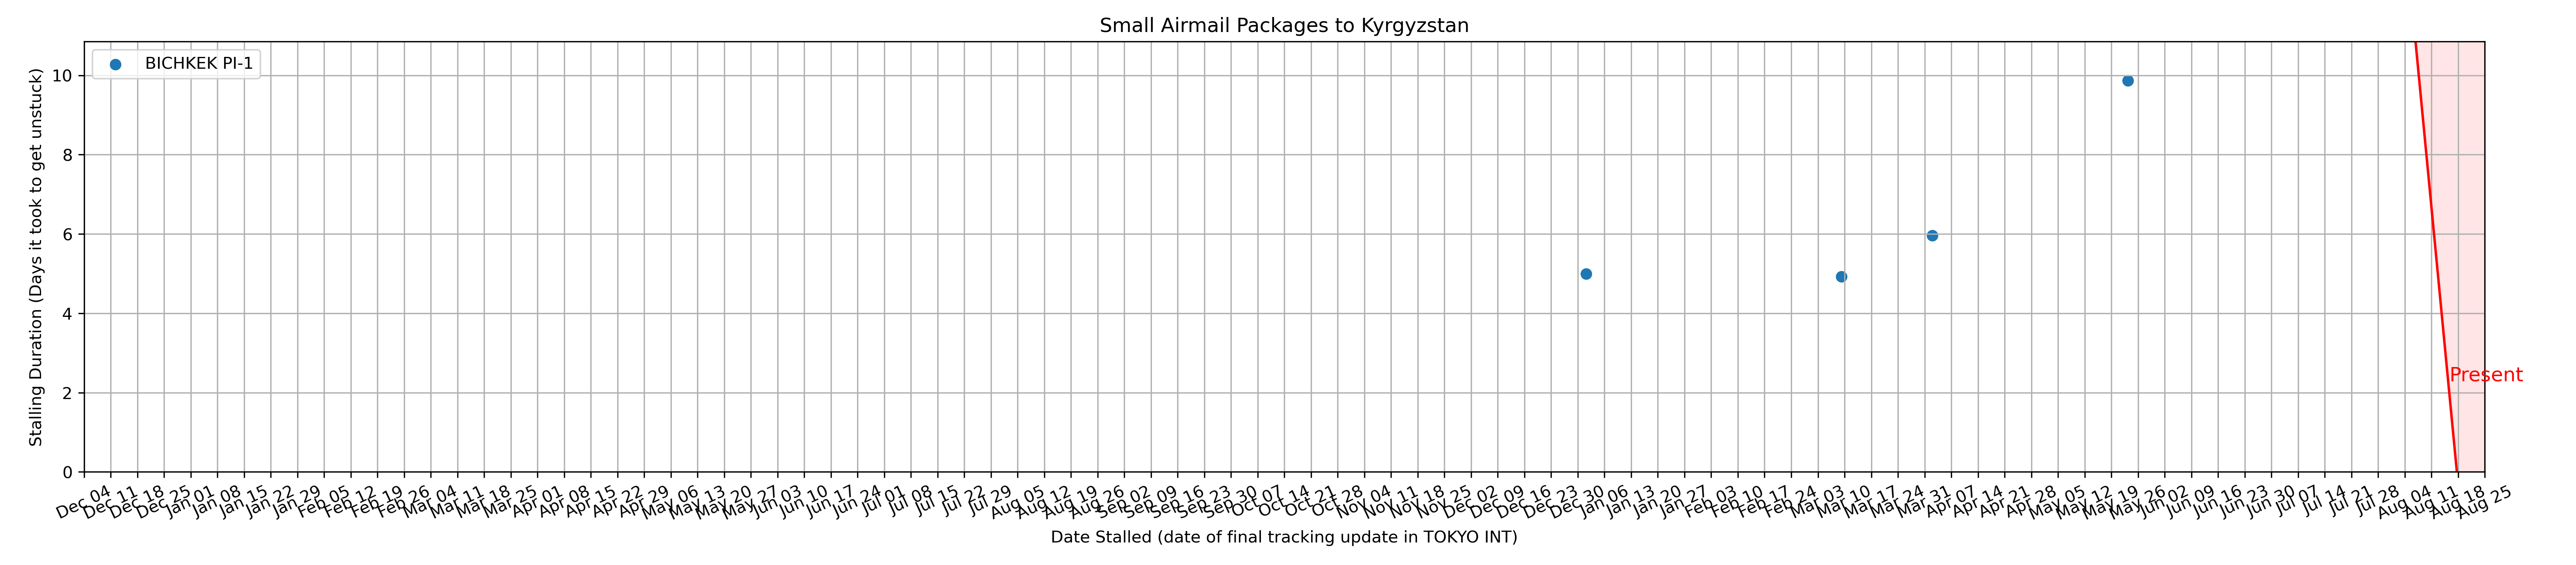 Small Airmail Packages to Kyrgyzstan
BICHKEK PI-1
Stalling Duration (Days it took to get unstuck)
10
8
6
4
2
0
Present
Dec 04 Dec 11 Dec 18 Dec 25 Jan 01 Jan 08 Jan 15 Jan 22 Jan 29 Feb 05 Feb 12 Feb 19 Feb 26 Mar 04 Mar 11 Mar 18 Mar 25 Apr 01 Apr 08 Apr 15 Apr 22 Apr 29 May 06 May 13 May 20 May 27 Jun 03 Jun 10 Jun 17 Jun 24 Jul 01 Jul 08 Jul 15 Jul 22 Jul 29 Aug 05 Aug 12 Aug 19 Aug 26 Sep 02 Sep 09 Sep 16 Sep 23 Sep 30 Oct 07 Oct 14 Oct 21 Oct 28 Nov 04 Nov 11 Nov 18 Nov 25 Dec 02 Dec 09 Dec 16 Dec 23 Dec 30 Jan 06 Jan 13 Jan 20 Jan 27 Feb 03 Feb 10 Feb 17 Feb 24 Mar 03 Mar 10 Mar 17 Mar 24 Mar 31 Apr 07 Apr 14 Apr 21 Apr 28 May 05 May 12 May 19 May 26 Jun 02 Jun 09 Jun 16 Jun 23 Jun 30 Jul 07 Jul 14 Jul 21 Jul 28 Aug 04 Aug 11 Aug 18 Aug 25
Date Stalled (date of final tracking update in TOKYO INT)